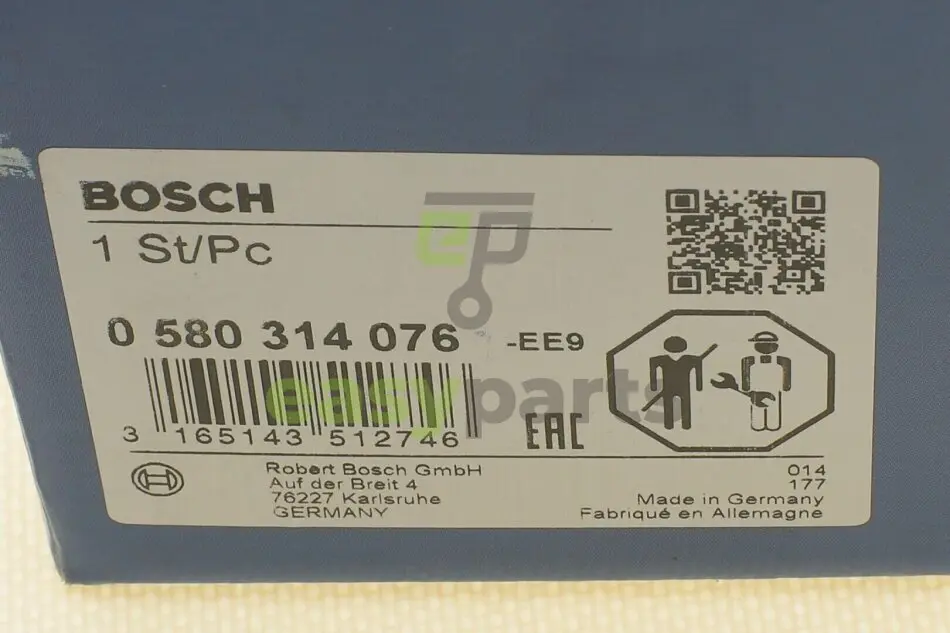 BOSCH
1 St/Pc
ep
0 580 314 076 -EE9
easyparts
3 165143 512746
EAC
Robert Bosch GmbH
Auf der Breit 4
76227 Karlsruhe
GERMANY
014
177
Made in Germany
Fabriqué en Allemagne